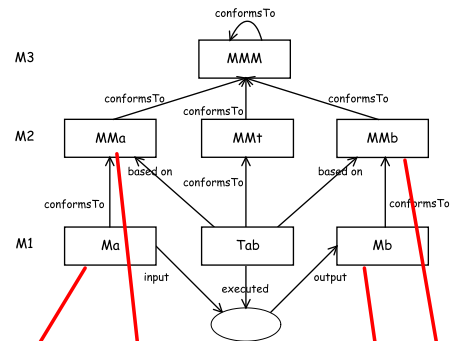 conformsTo
M3
MMM
conformsTo
conformsTo
conformsTo
M2
MMa
MMt
MMb
based on
based on
conformsTo
conformsTo
conformsTo
M1
Ma
Tab
Mb
input
executed
output